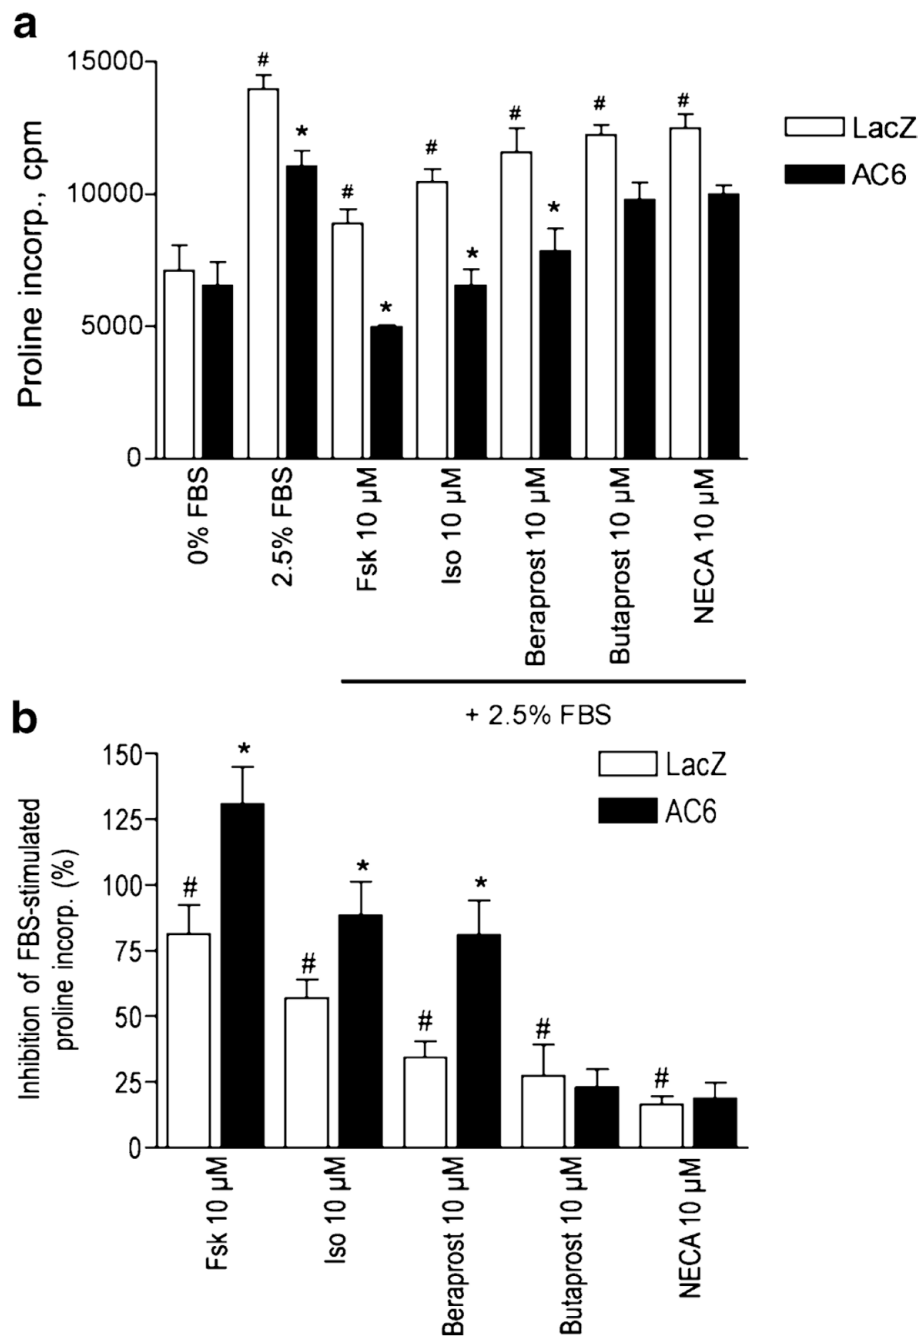 a
15000
10000
5000
0
Proline incorp., cpm
#
*
#
*
#
*
#
*
#
#
LacZ
AC6
0% FBS
2.5% FBS
Fsk 10 µM
Iso 10 µM
Beraprost 10 µM
Butaprost 10 µM
NECA 10 µM
+ 2.5% FBS
b
150
125
100
75
50
25
0
Inhibition of FBS-stimulated
proline incorp. (%)
#
*
#
*
#
*
#
#
LacZ
AC6
Fsk 10 µM
Iso 10 µM
Beraprost 10 µM
Butaprost 10 µM
NECA 10 µM